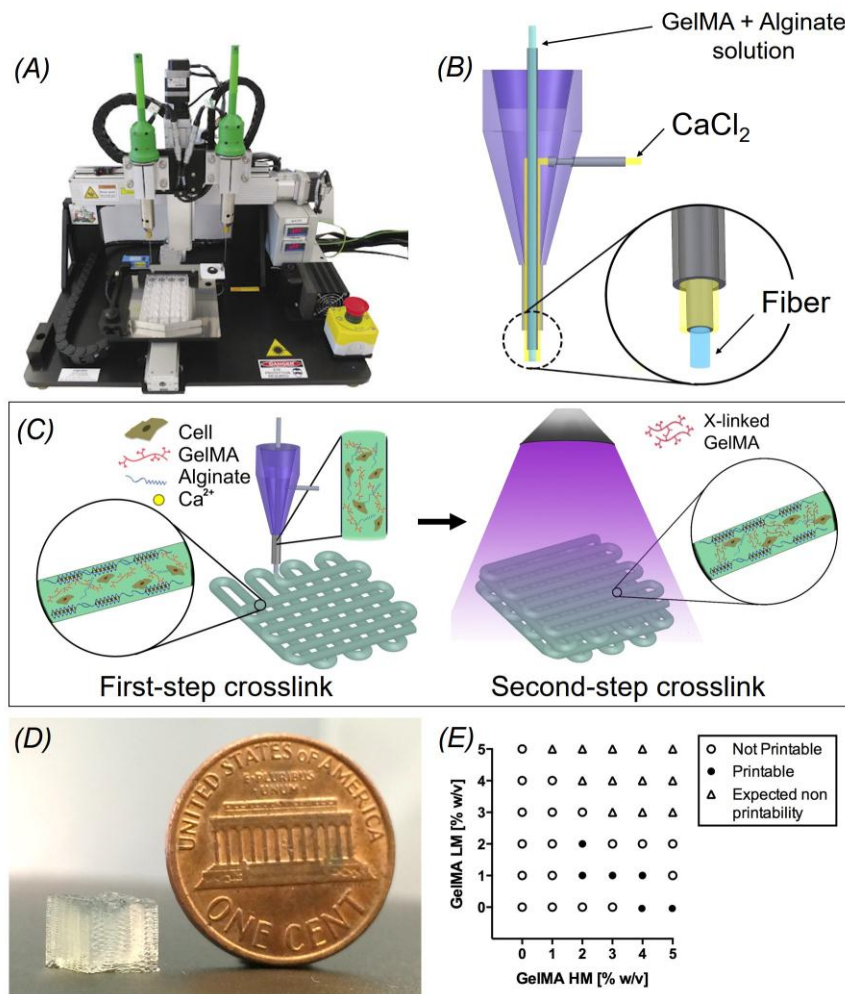 (A)
DANGER
(B)
GelMA + Alginate
solution
CaCl₂
Fiber
(C)
Cell
GelMA
Alginate
Ca²⁺
X-linked
GelMA
First-step crosslink
Second-step crosslink
(D)
UNITED STATES OF AMERICA
E·PLURIBUS
UNUM
ONE CENT
(E)
GelMA LM [% w/v]
5
4
3
2
1
0
0 1 2 3 4 5
GelMA HM [% w/v]
Not Printable
Printable
Expected non
printability